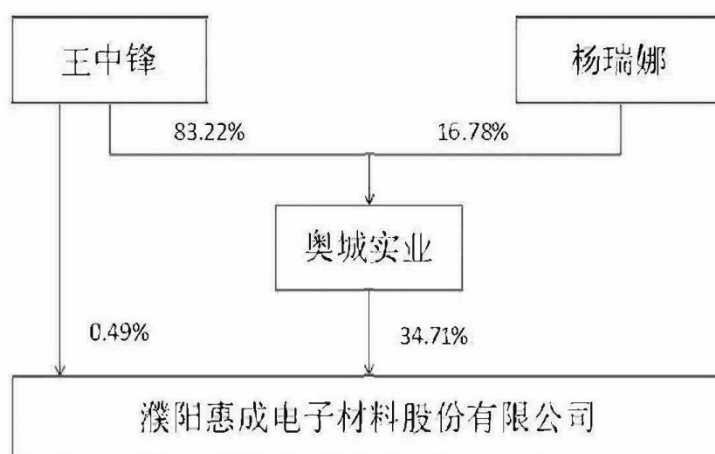 王中锋
杨瑞娜
83.22%
16.78%
奥城实业
0.49%
34.71%
濮阳惠成电子材料股份有限公司